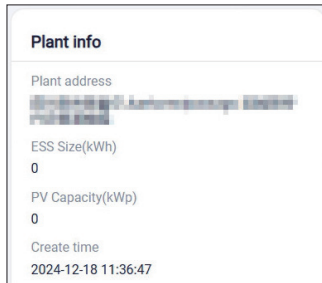 Plant info
Plant address
ESS Size(kWh)
0
PV Capacity(kWp)
0
Create time
2024-12-18 11:36:47